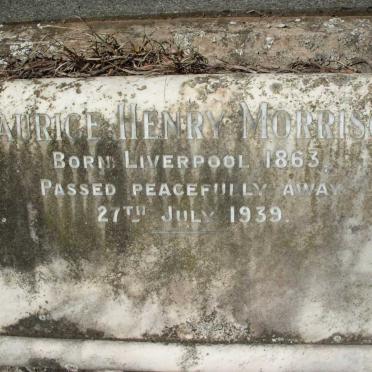 AURICE HENRY MORRISO
BORN LIVERPOOL 1863.
PASSED PEACEFULLY AWAY
27TH JULY 1939.